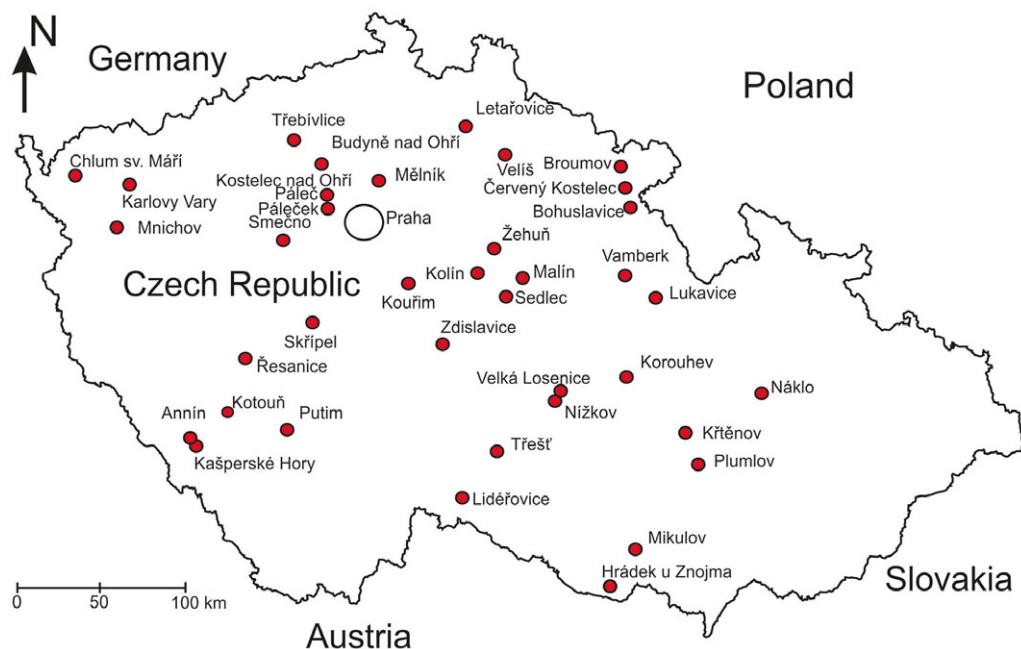 N
Germany
Poland
Letařovice
Třebívlice
Budyně nad Ohří
Velíš
Broumov
Chlum sv. Máří
Kostelec nad Ohří
Mělník
Červený Kostelec
Karlovy Vary
Páleč
Páleček
Bohuslavice
Mnichov
Smečno
Praha
Žehuň
Vamberk
Czech Republic
Kolín
Malín
Kouřim
Sedlec
Lukavice
Skřípel
Zdislavice
Řesanice
Velká Losenice
Korouhev
Náklo
Kotouň
Nížkov
Annín
Putim
Křtěnov
Třešť
Kašperské Hory
Plumlov
Lidéřovice
Mikulov
Hrádek u Znojma
Slovakia
0 50 100 km
Austria